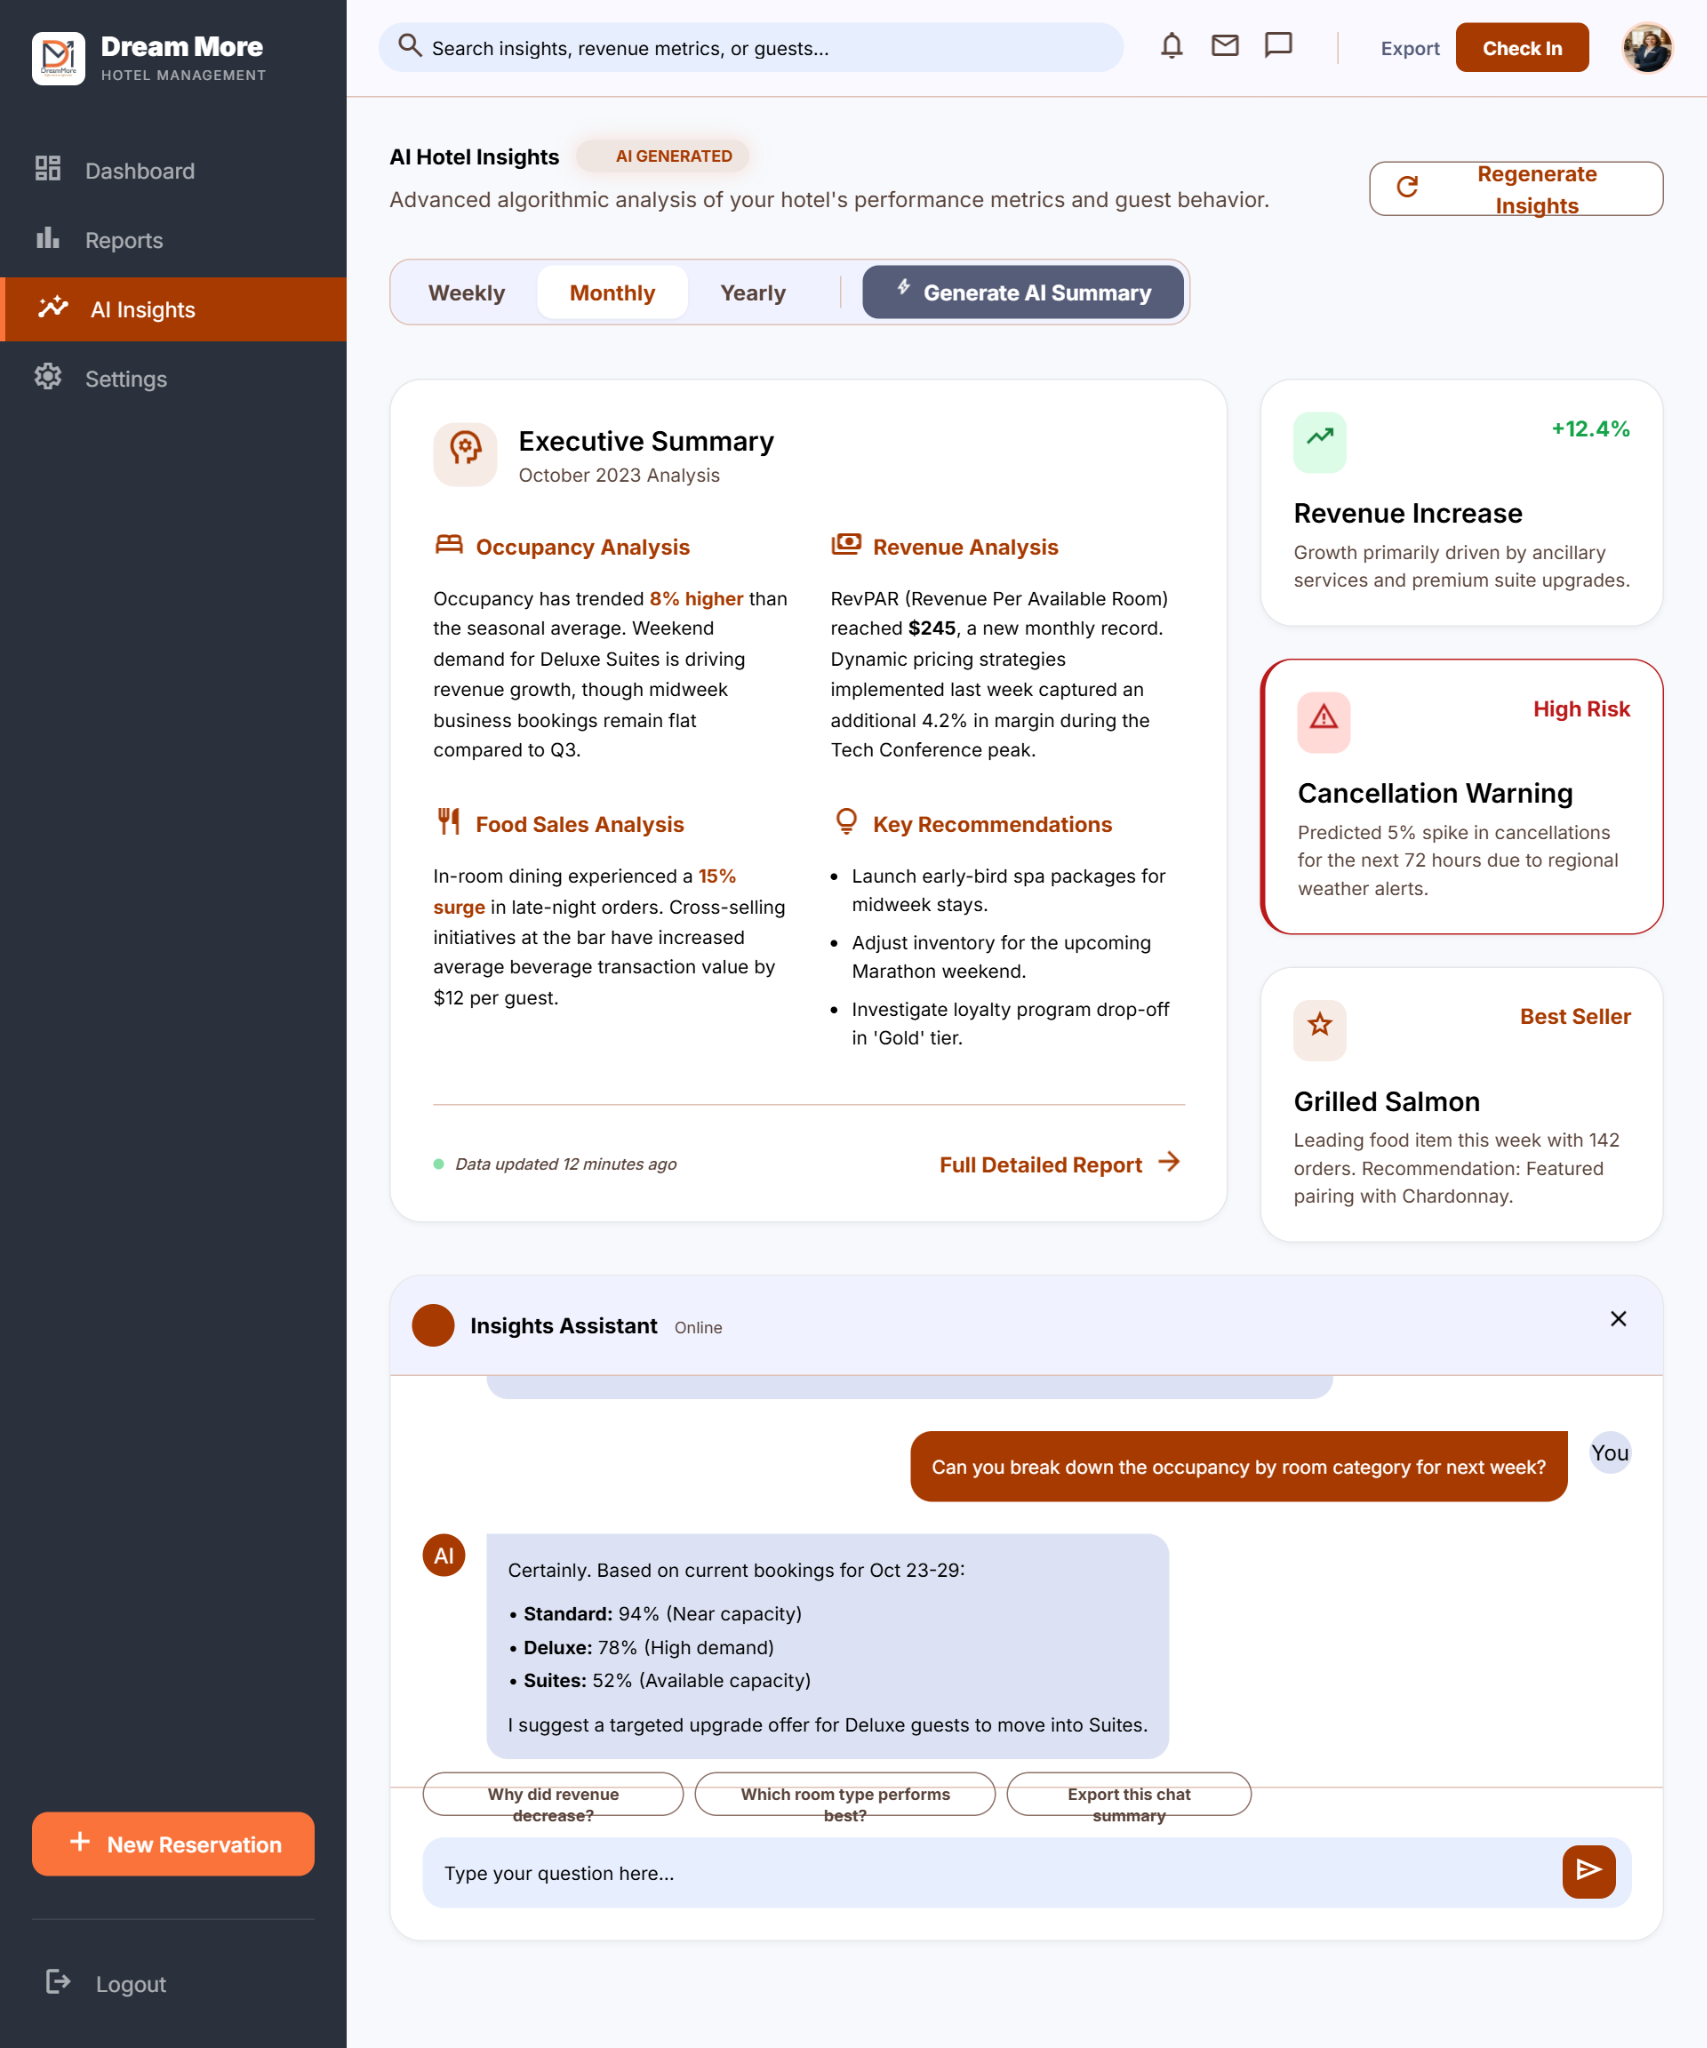 DreamMore
Dream More
HOTEL MANAGEMENT
Dashboard
Reports
AI Insights
Settings
New Reservation
Logout
Search insights, revenue metrics, or guests...
Export
Check In
AI Hotel Insights
AI GENERATED
Advanced algorithmic analysis of your hotel's performance metrics and guest behavior.
Regenerate
Insights
Weekly
Monthly
Yearly
Generate AI Summary
Executive Summary
October 2023 Analysis
Occupancy Analysis
Occupancy has trended 8% higher than
the seasonal average. Weekend
demand for Deluxe Suites is driving
revenue growth, though midweek
business bookings remain flat
compared to Q3.
Revenue Analysis
RevPAR (Revenue Per Available Room)
reached $245, a new monthly record.
Dynamic pricing strategies
implemented last week captured an
additional 4.2% in margin during the
Tech Conference peak.
Food Sales Analysis
In-room dining experienced a 15%
surge in late-night orders. Cross-selling
initiatives at the bar have increased
average beverage transaction value by
$12 per guest.
Key Recommendations
• Launch early-bird spa packages for
midweek stays.
• Adjust inventory for the upcoming
Marathon weekend.
• Investigate loyalty program drop-off
in 'Gold' tier.
Data updated 12 minutes ago
Full Detailed Report
+12.4%
Revenue Increase
Growth primarily driven by ancillary
services and premium suite upgrades.
High Risk
Cancellation Warning
Predicted 5% spike in cancellations
for the next 72 hours due to regional
weather alerts.
Best Seller
Grilled Salmon
Leading food item this week with 142
orders. Recommendation: Featured
pairing with Chardonnay.
Insights Assistant
Online
Can you break down the occupancy by room category for next week?
You
AI
Certainly. Based on current bookings for Oct 23-29:
• Standard: 94% (Near capacity)
• Deluxe: 78% (High demand)
• Suites: 52% (Available capacity)
I suggest a targeted upgrade offer for Deluxe guests to move into Suites.
Why did revenue
decrease?
Which room type performs
best?
Export this chat
summary
Type your question here...